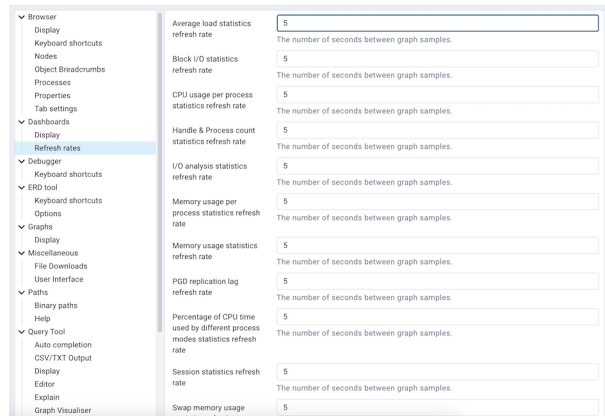 Browser
Display
Keyboard shortcuts
Nodes
Object Breadcrumbs
Processes
Properties
Tab settings
Dashboards
Display
Refresh rates
Debugger
Keyboard shortcuts
ERD tool
Keyboard shortcuts
Options
Graphs
Display
Miscellaneous
File Downloads
User Interface
Paths
Binary paths
Help
Query Tool
Auto completion
CSV/TXT Output
Display
Editor
Explain
Graph Visualiser
Average load statistics
refresh rate
5
The number of seconds between graph samples.
Block I/O statistics
refresh rate
5
The number of seconds between graph samples.
CPU usage per process
statistics refresh rate
5
The number of seconds between graph samples.
Handle & Process count
statistics refresh rate
5
The number of seconds between graph samples.
I/O analysis statistics
refresh rate
5
The number of seconds between graph samples.
Memory usage per
process statistics refresh
rate
5
The number of seconds between graph samples.
Memory usage statistics
refresh rate
5
The number of seconds between graph samples.
PGD replication lag
refresh rate
5
The number of seconds between graph samples.
Percentage of CPU time
used by different process
modes statistics refresh
rate
5
The number of seconds between graph samples.
Session statistics refresh
rate
5
The number of seconds between graph samples.
Swap memory usage
5